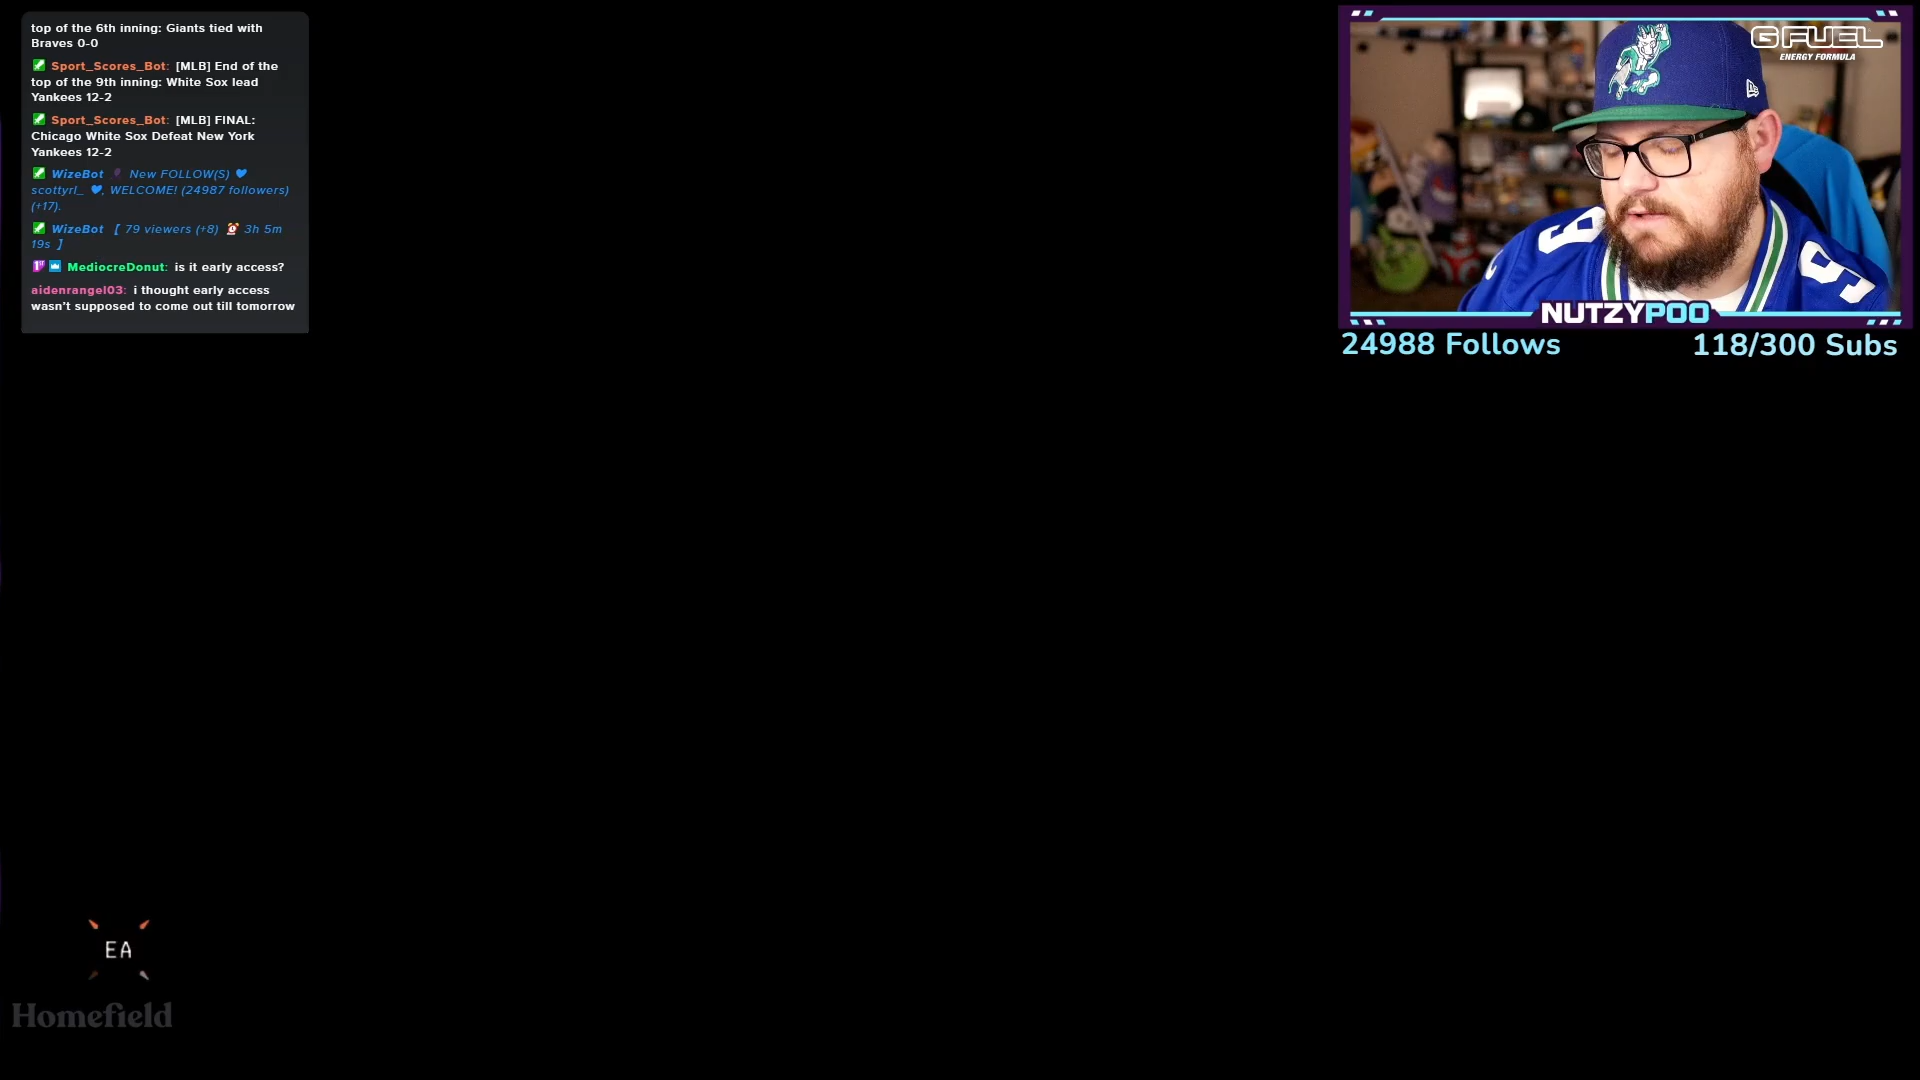 top of the 6th inning: Giants tied with
Braves 0-0
Sport_Scores_Bot: [MLB] End of the
top of the 9th inning: White Sox lead
Yankees 12-2
Sport_Scores_Bot: [MLB] FINAL:
Chicago White Sox Defeat New York
Yankees 12-2
WizeBot New FOLLOW(S)
scottyrl_ , WELCOME! (24987 followers)
(+17).
WizeBot [ 79 viewers (+8) 3h 5m
19s ]
MediocreDonut: is it early access?
aidenrangel03: i thought early access
wasn't supposed to come out till tomorrow
GFUEL
ENERGY FORMULA
NUTZYPOO
24988 Follows
118/300 Subs
EA
Homefield